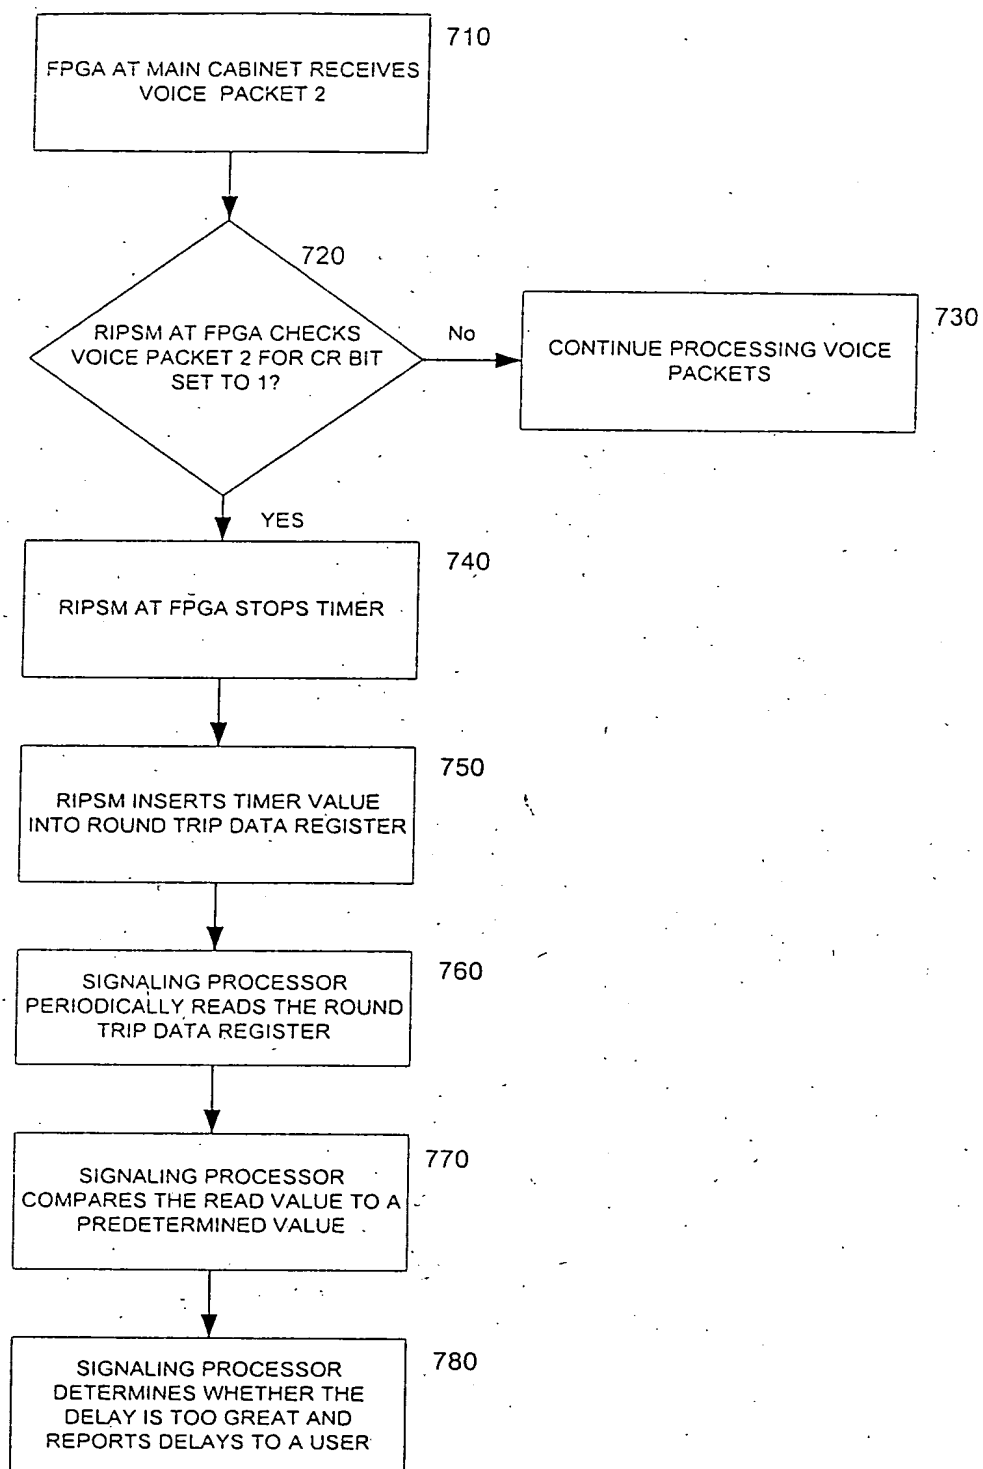 710
FPGA AT MAIN CABINET RECEIVES
VOICE PACKET 2
720
RIPSM AT FPGA CHECKS
VOICE PACKET 2 FOR CR BIT
SET TO 1?
No
730
CONTINUE PROCESSING VOICE
PACKETS
YES
740
RIPSM AT FPGA STOPS TIMER
750
RIPSM INSERTS TIMER VALUE
INTO ROUND TRIP DATA REGISTER
760
SIGNALING PROCESSOR
PERIODICALLY READS THE ROUND
TRIP DATA REGISTER
770
SIGNALING PROCESSOR
COMPARES THE READ VALUE TO A
PREDETERMINED VALUE
780
SIGNALING PROCESSOR
DETERMINES WHETHER THE
DELAY IS TOO GREAT AND
REPORTS DELAYS TO A USER